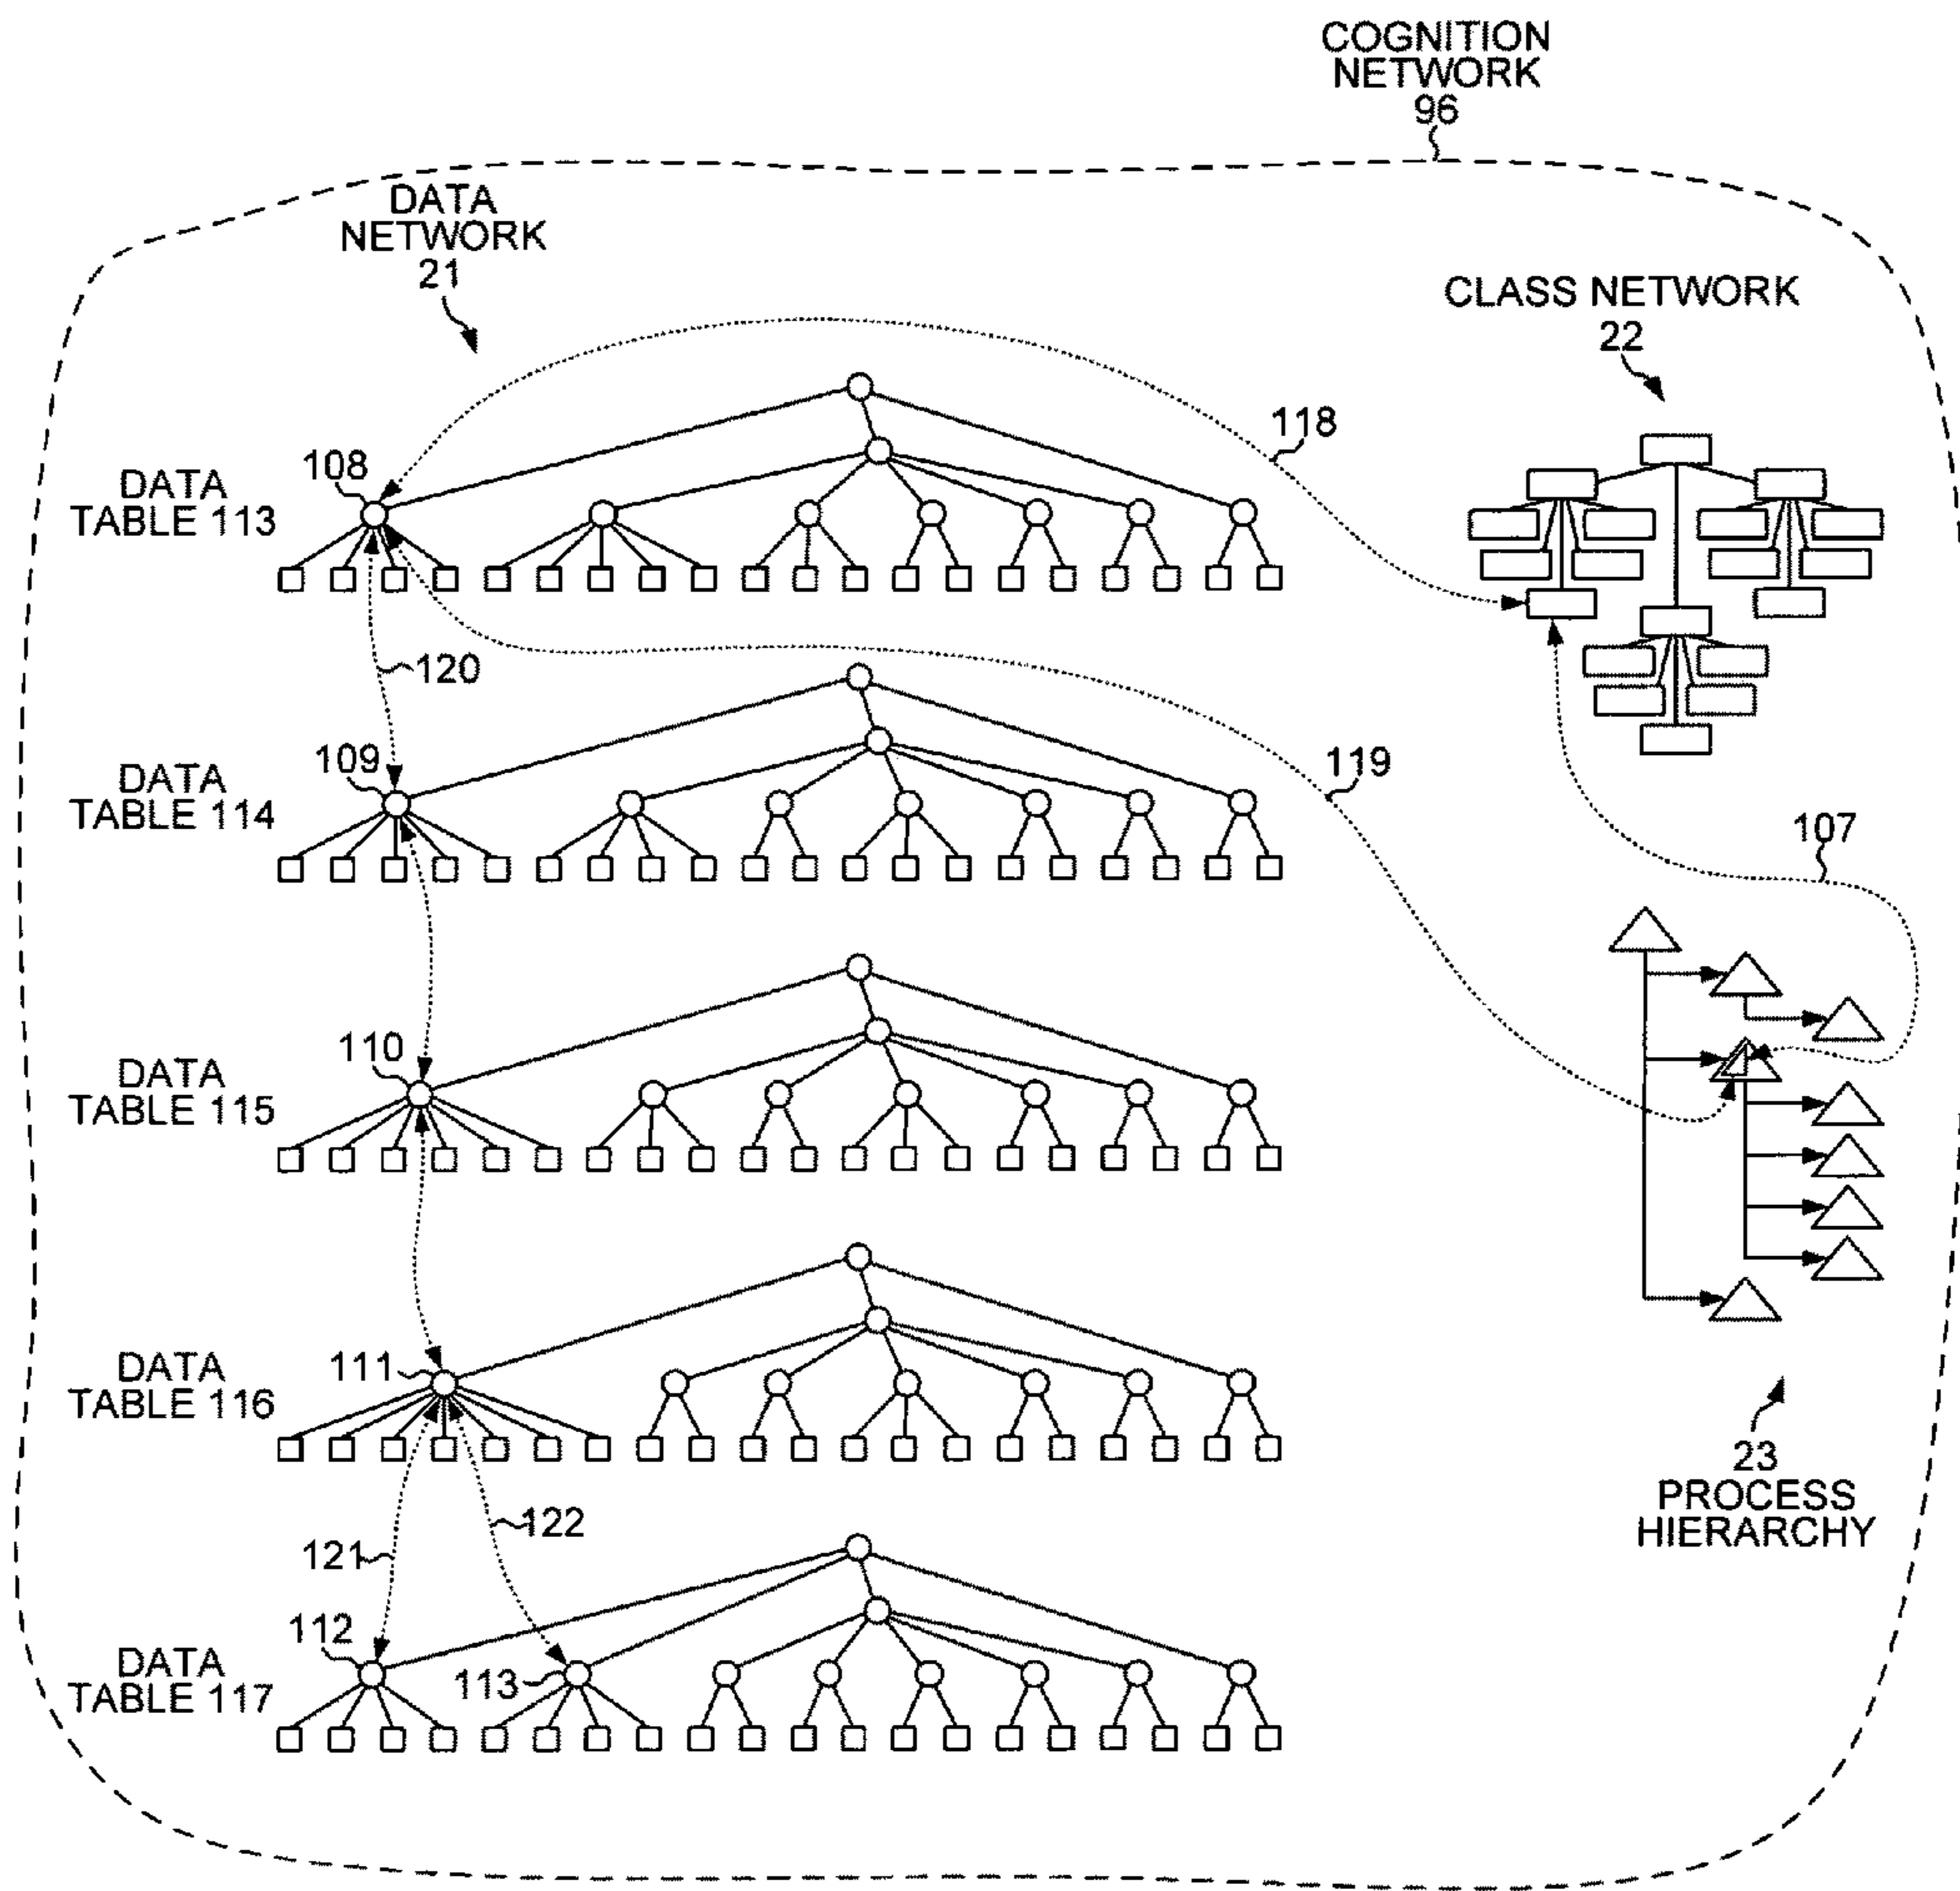 COGNITION
NETWORK
96
DATA
NETWORK
21
CLASS NETWORK
22
118
108
DATA
TABLE 113
120
119
109
DATA
TABLE 114
107
110
DATA
TABLE 115
111
DATA
TABLE 116
23
PROCESS
HIERARCHY
122
121
112
113
DATA
TABLE 117